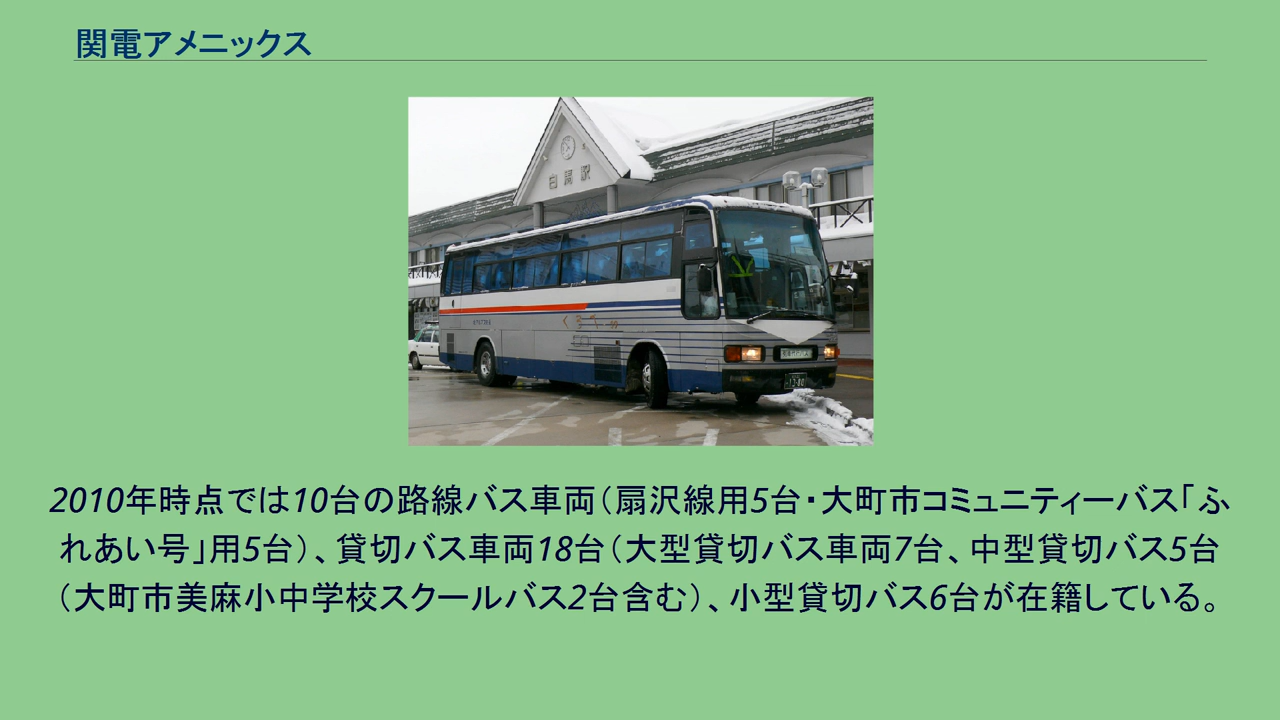 関電アメニックス
白馬駅
2010年時点では10台の路線バス車両（扇沢線用5台・大町市コミュニティーバス「ふ
れあい号」用5台）、貸切バス車両18台（大型貸切バス車両7台、中型貸切バス5台
（大町市美麻小中学校スクールバス2台含む）、小型貸切バス6台が在籍している。